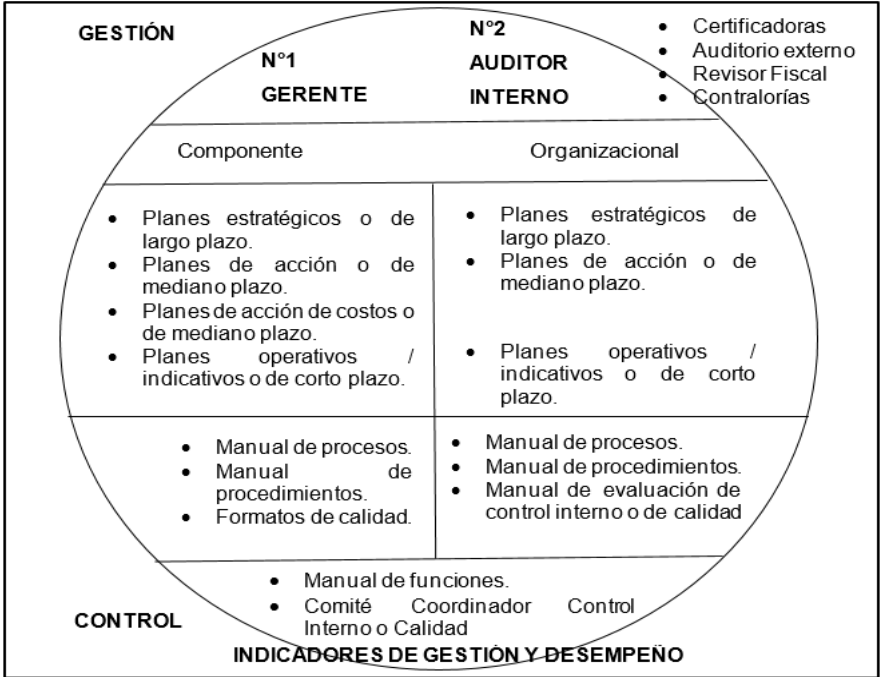 GESTIÓN
N°1
GERENTE
N°2
AUDITOR
INTERNO
• Certificadoras
• Auditorio externo
• Revisor Fiscal
• Contralorías
Componente
Organizacional
• Planes estratégicos o de
largo plazo.
• Planes de acción o de
mediano plazo.
• Planes de acción de costos o
de mediano plazo.
• Planes operativos /
indicativos o de corto plazo.
• Planes estratégicos de
largo plazo.
• Planes de acción o de
mediano plazo.
• Planes operativos /
indicativos o de corto
plazo.
• Manual de procesos.
• Manual de
procedimientos.
• Formatos de calidad.
• Manual de procesos.
• Manual de procedimientos.
• Manual de evaluación de
control interno o de calidad
• Manual de funciones.
• Comité Coordinador Control
Interno o Calidad
CONTROL
INDICADORES DE GESTIÓN Y DESEMPEÑO